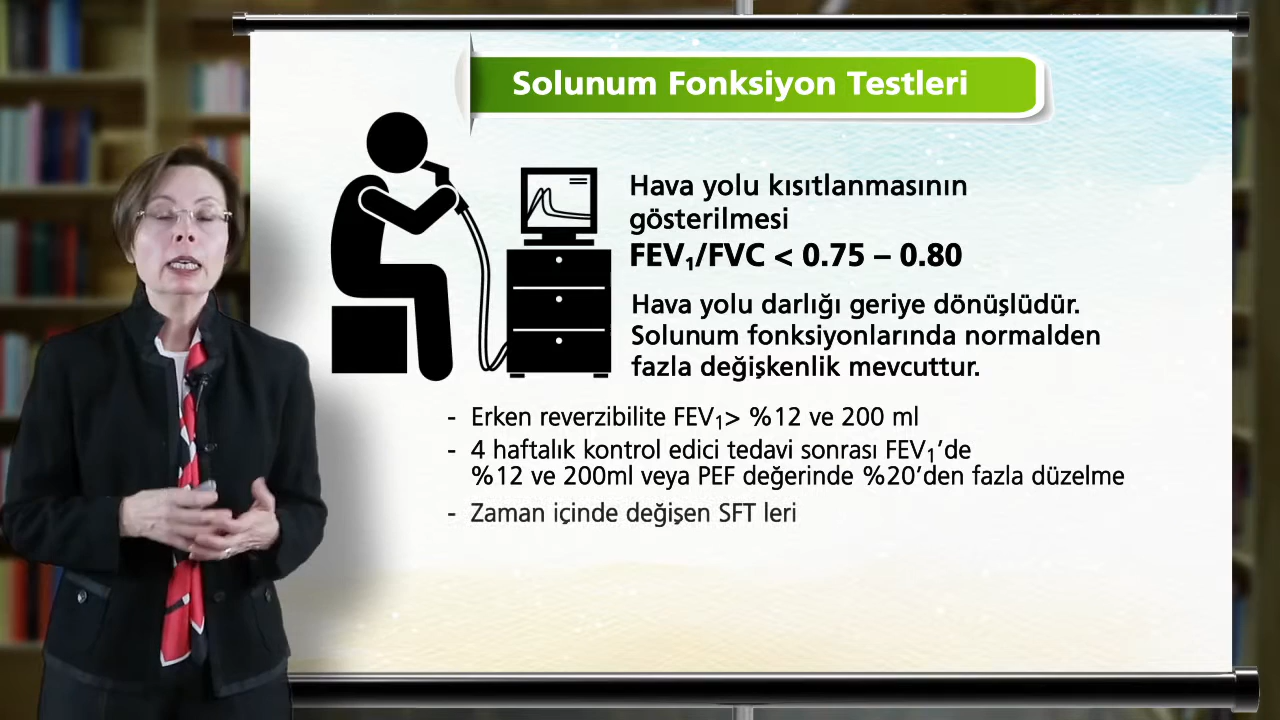 Solunum Fonksiyon Testleri
Hava yolu kısıtlanmasının
gösterilmesi
FEV₁/FVC < 0.75 – 0.80
Hava yolu darlığı geriye dönüşlüdür.
Solunum fonksiyonlarında normalden
fazla değişkenlik mevcuttur.
- Erken reverzibilite FEV₁> %12 ve 200 ml
- 4 haftalık kontrol edici tedavi sonrası FEV₁’de
%12 ve 200ml veya PEF değerinde %20’den fazla düzelme
- Zaman içinde değişen SFT leri